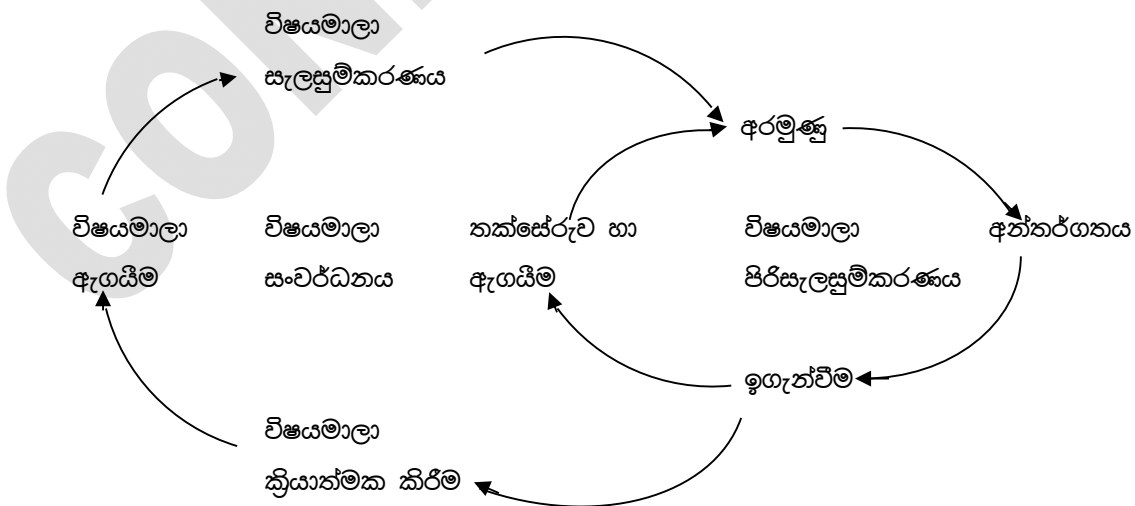 විෂයමාලා
සැලසුම්කරණය
අරමුණු
විෂයමාලා විෂයමාලා තක්සේරුව හා විෂයමාලා අන්තර්ගතය
ඇගයීම සංවර්ධනය ඇගයීම පිරිසැලසුම්කරණය
ඉගැන්වීම
විෂයමාලා
ක්‍රියාත්මක කිරීම